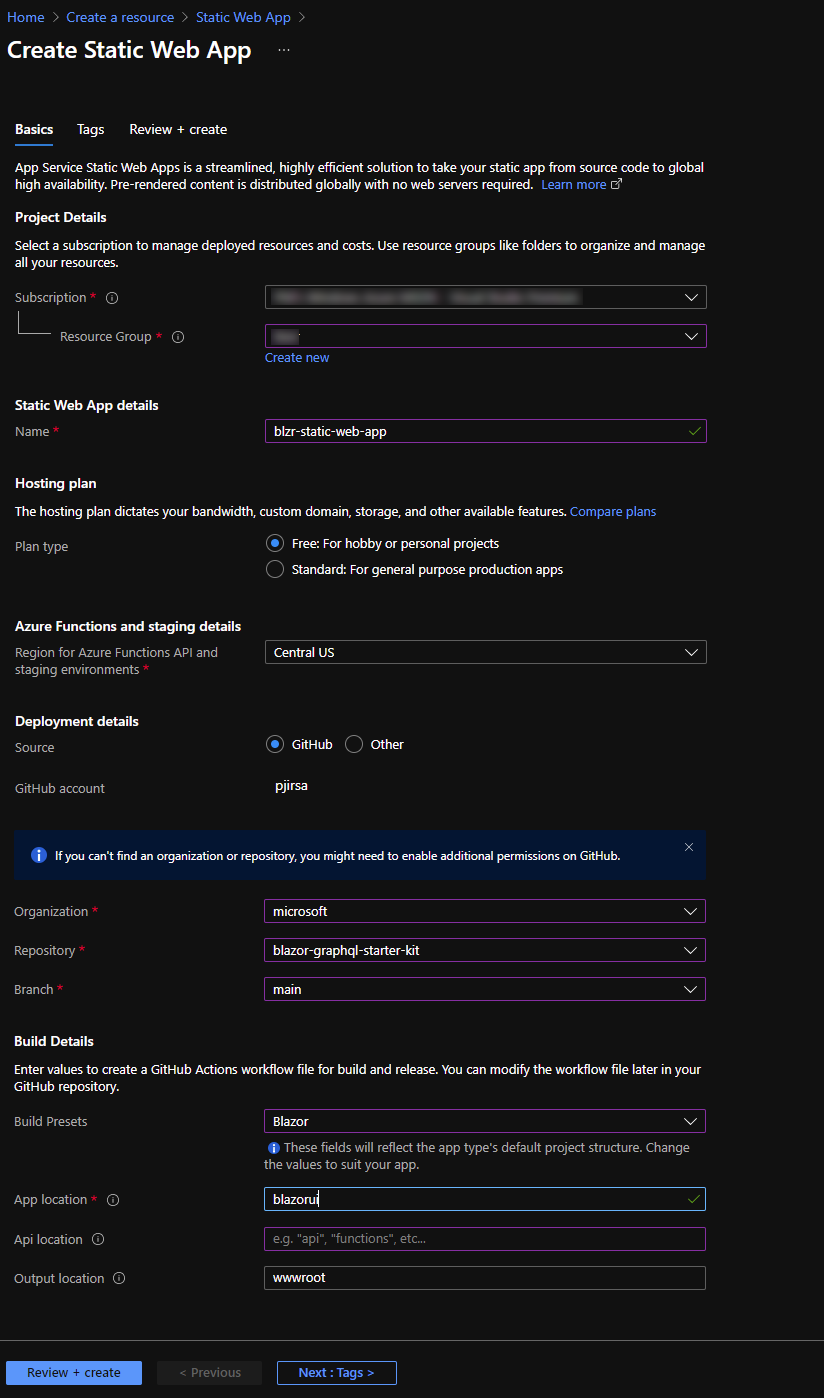 Home > Create a resource > Static Web App >
Create Static Web App ...
Basics Tags Review + create
App Service Static Web Apps is a streamlined, highly efficient solution to take your static app from source code to global
high availability. Pre-rendered content is distributed globally with no web servers required. Learn more
Project Details
Select a subscription to manage deployed resources and costs. Use resource groups like folders to organize and manage
all your resources.
Subscription *
Resource Group *
Create new
Static Web App details
Name * blzr-static-web-app
Hosting plan
The hosting plan dictates your bandwidth, custom domain, storage, and other available features. Compare plans
Plan type Free: For hobby or personal projects
Standard: For general purpose production apps
Azure Functions and staging details
Region for Azure Functions API and
staging environments * Central US
Deployment details
Source GitHub Other
GitHub account pjirsa
If you can't find an organization or repository, you might need to enable additional permissions on GitHub.
Organization * microsoft
Repository * blazor-graphql-starter-kit
Branch * main
Build Details
Enter values to create a GitHub Actions workflow file for build and release. You can modify the workflow file later in your
GitHub repository.
Build Presets Blazor
These fields will reflect the app type's default project structure. Change
the values to suit your app.
App location * blazorui
Api location e.g. "api", "functions", etc...
Output location wwwroot
Review + create < Previous Next : Tags >